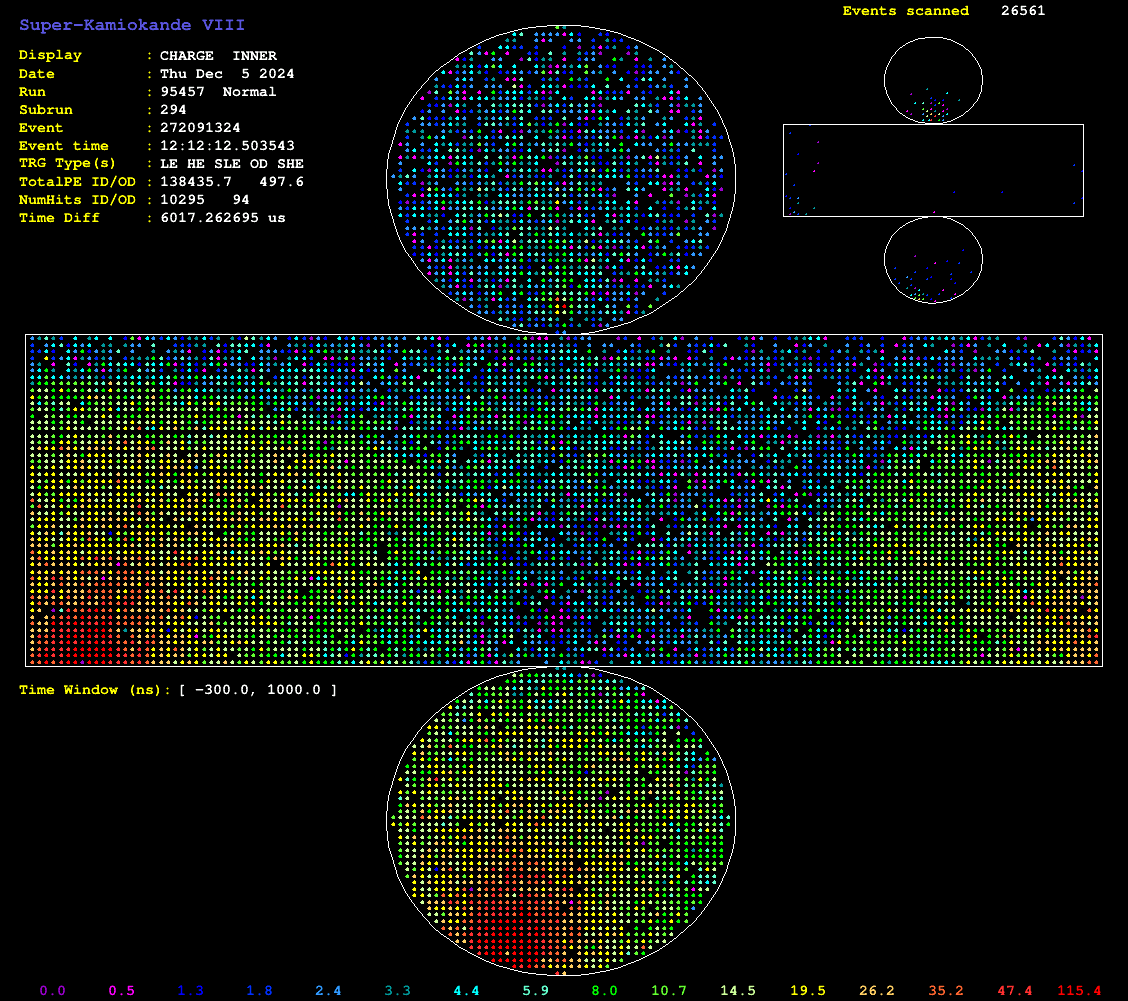 Super-Kamiokande VIII
Events scanned 26561
Display : CHARGE INNER
Date : Thu Dec 5 2024
Run : 95457 Normal
Subrun : 294
Event : 272091324
Event time : 12:12:12.503543
TRG Type(s) : LE HE SLE OD SHE
TotalPE ID/OD : 138435.7 497.6
NumHits ID/OD : 10295 94
Time Diff : 6017.262695 us
Time Window (ns): [ −300.0, 1000.0 ]
0.0 0.5 1.3 1.8 2.4 3.3 4.4 5.9 8.0 10.7 14.5 19.5 26.2 35.2 47.4 115.4